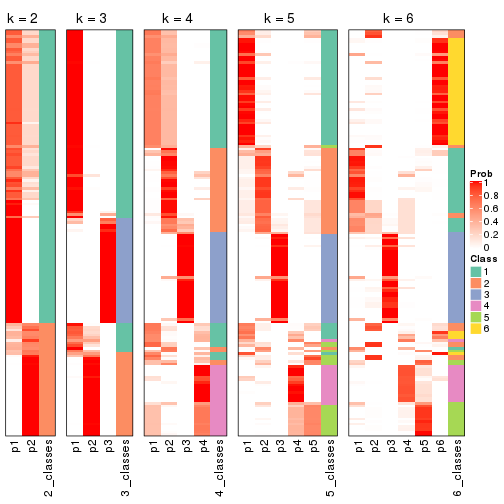 k = 2
k = 3
k = 4
k = 5
k = 6
Prob
1
0.8
0.6
0.4
0.2
0
Class
1
2
3
4
5
6
p1
p2
2_classes
p1
p2
p3
3_classes
p1
p2
p3
p4
4_classes
p1
p2
p3
p4
p5
5_classes
p1
p2
p3
p4
p5
p6
6_classes